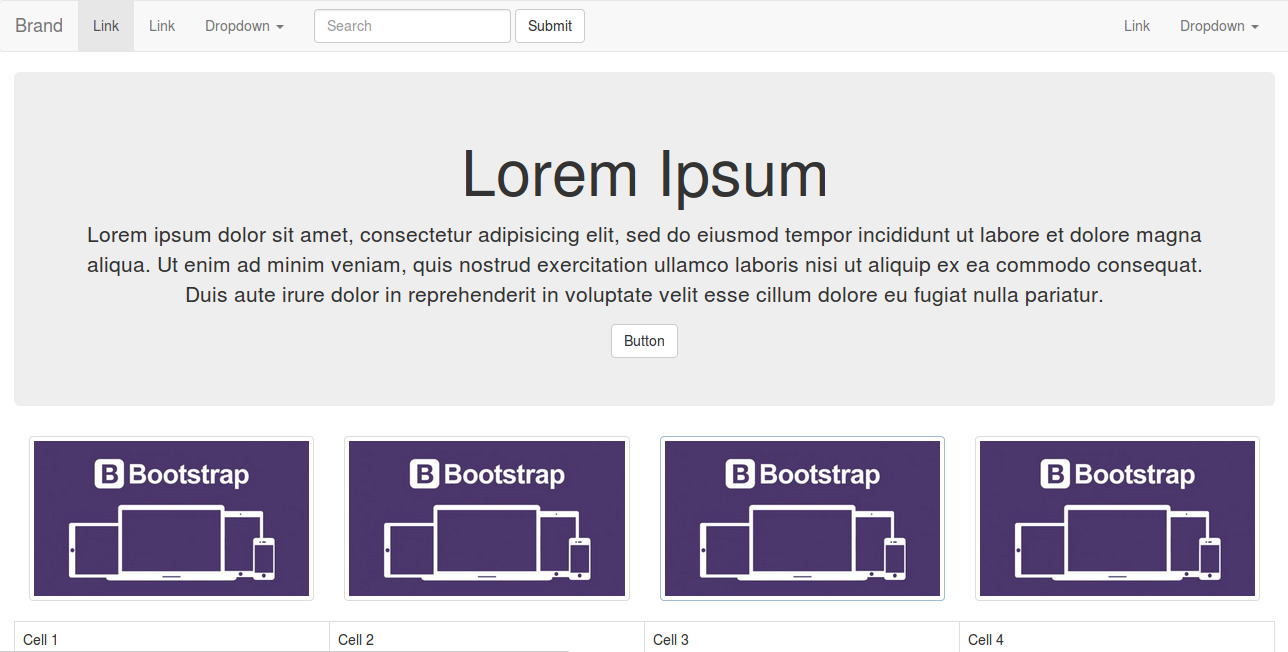 Brand Link Link Dropdown Search Submit Link Dropdown
Lorem Ipsum
Lorem ipsum dolor sit amet, consectetur adipisicing elit, sed do eiusmod tempor incididunt ut labore et dolore magna
aliqua. Ut enim ad minim veniam, quis nostrud exercitation ullamco laboris nisi ut aliquip ex ea commodo consequat.
Duis aute irure dolor in reprehenderit in voluptate velit esse cillum dolore eu fugiat nulla pariatur.
Button
B Bootstrap B Bootstrap B Bootstrap B Bootstrap
Cell 1 Cell 2 Cell 3 Cell 4